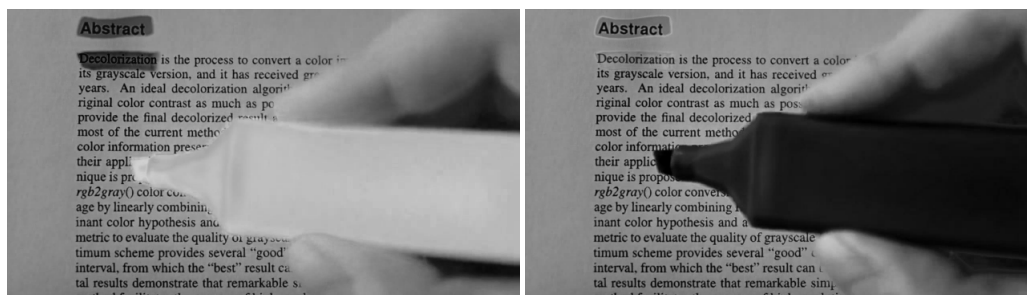 Abstract
Decolorization is the process to convert a color
its grayscale version, and it has received
years. An ideal decolorization
riginal color contrast as much as
provide the final decolorized result
most of the current
color information
their
nique is
rgb2gray() color
age by linearly combining
inant color hypothesis and
metric to evaluate the quality of
timum scheme provides several “good”
interval, from which the “best” result
tal results demonstrate that remarkable
Abstract
Decolorization is the process to convert a color
its grayscale version, and it has received
years. An ideal decolorization
riginal color contrast as much as
provide the final decolorized
most of the current
color information
their
nique is
rgb2gray() color
age by linearly combining
inant color hypothesis and a
metric to evaluate the quality of grayscale
timum scheme provides several “good”
interval, from which the “best” result can
tal results demonstrate that remarkable